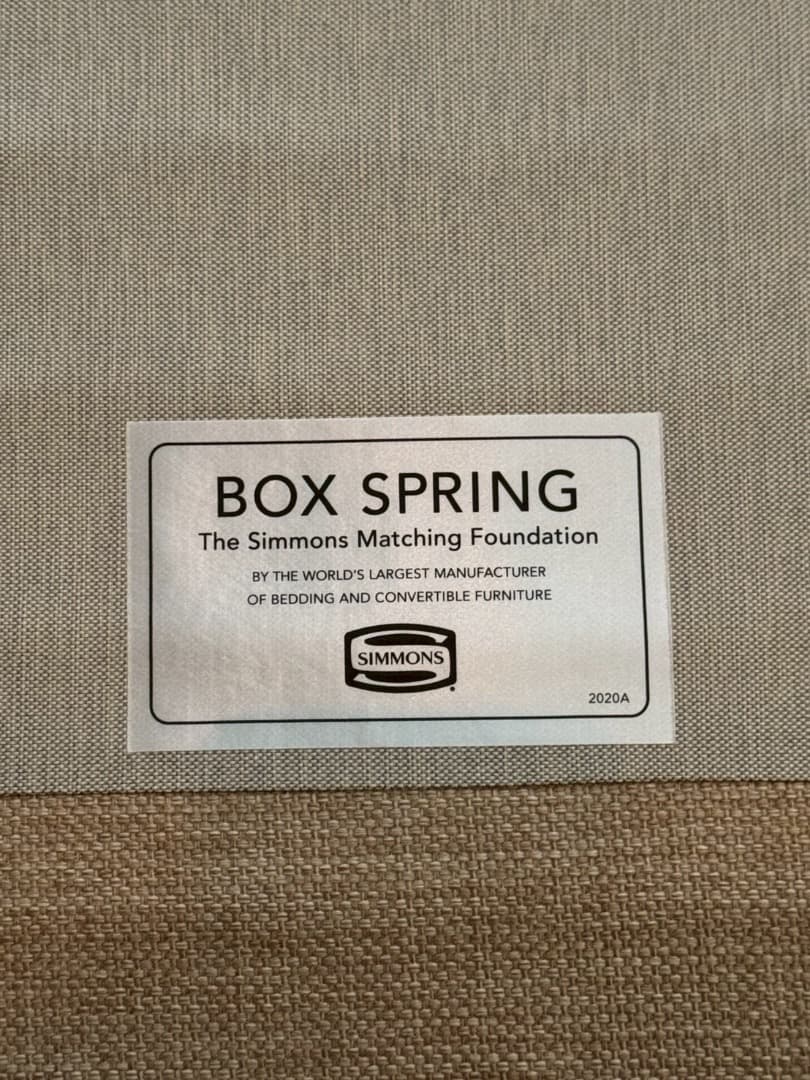 BOX SPRING
The Simmons Matching Foundation
BY THE WORLD'S LARGEST MANUFACTURER
OF BEDDING AND CONVERTIBLE FURNITURE
SIMMONS
2020A